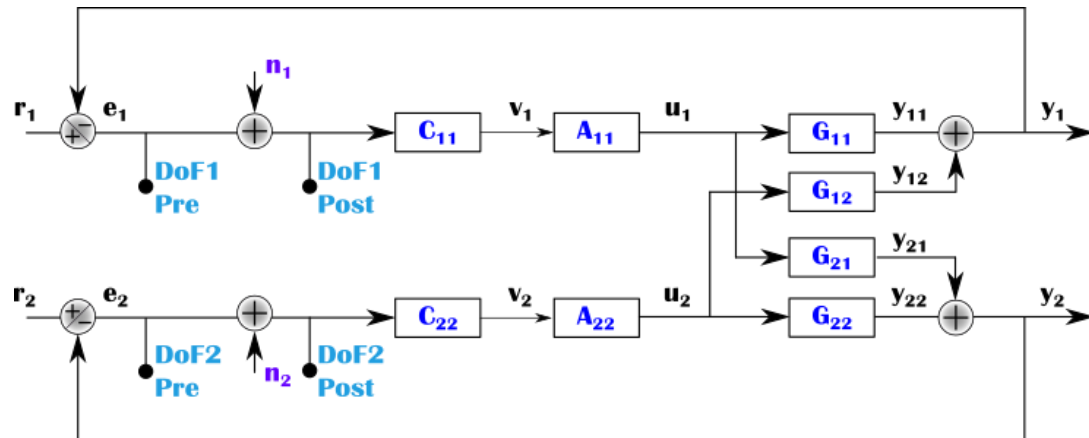 n₁
r₁ e₁ v₁ u₁ y₁₁ y₁
+ − + C₁₁ A₁₁ G₁₁ +
DoF1 Pre
DoF1 Post
G₁₂ y₁₂
G₂₁ y₂₁
r₂ e₂ v₂ u₂ y₂₂ y₂
+ − + C₂₂ A₂₂ G₂₂ +
DoF2 Pre
n₂
DoF2 Post